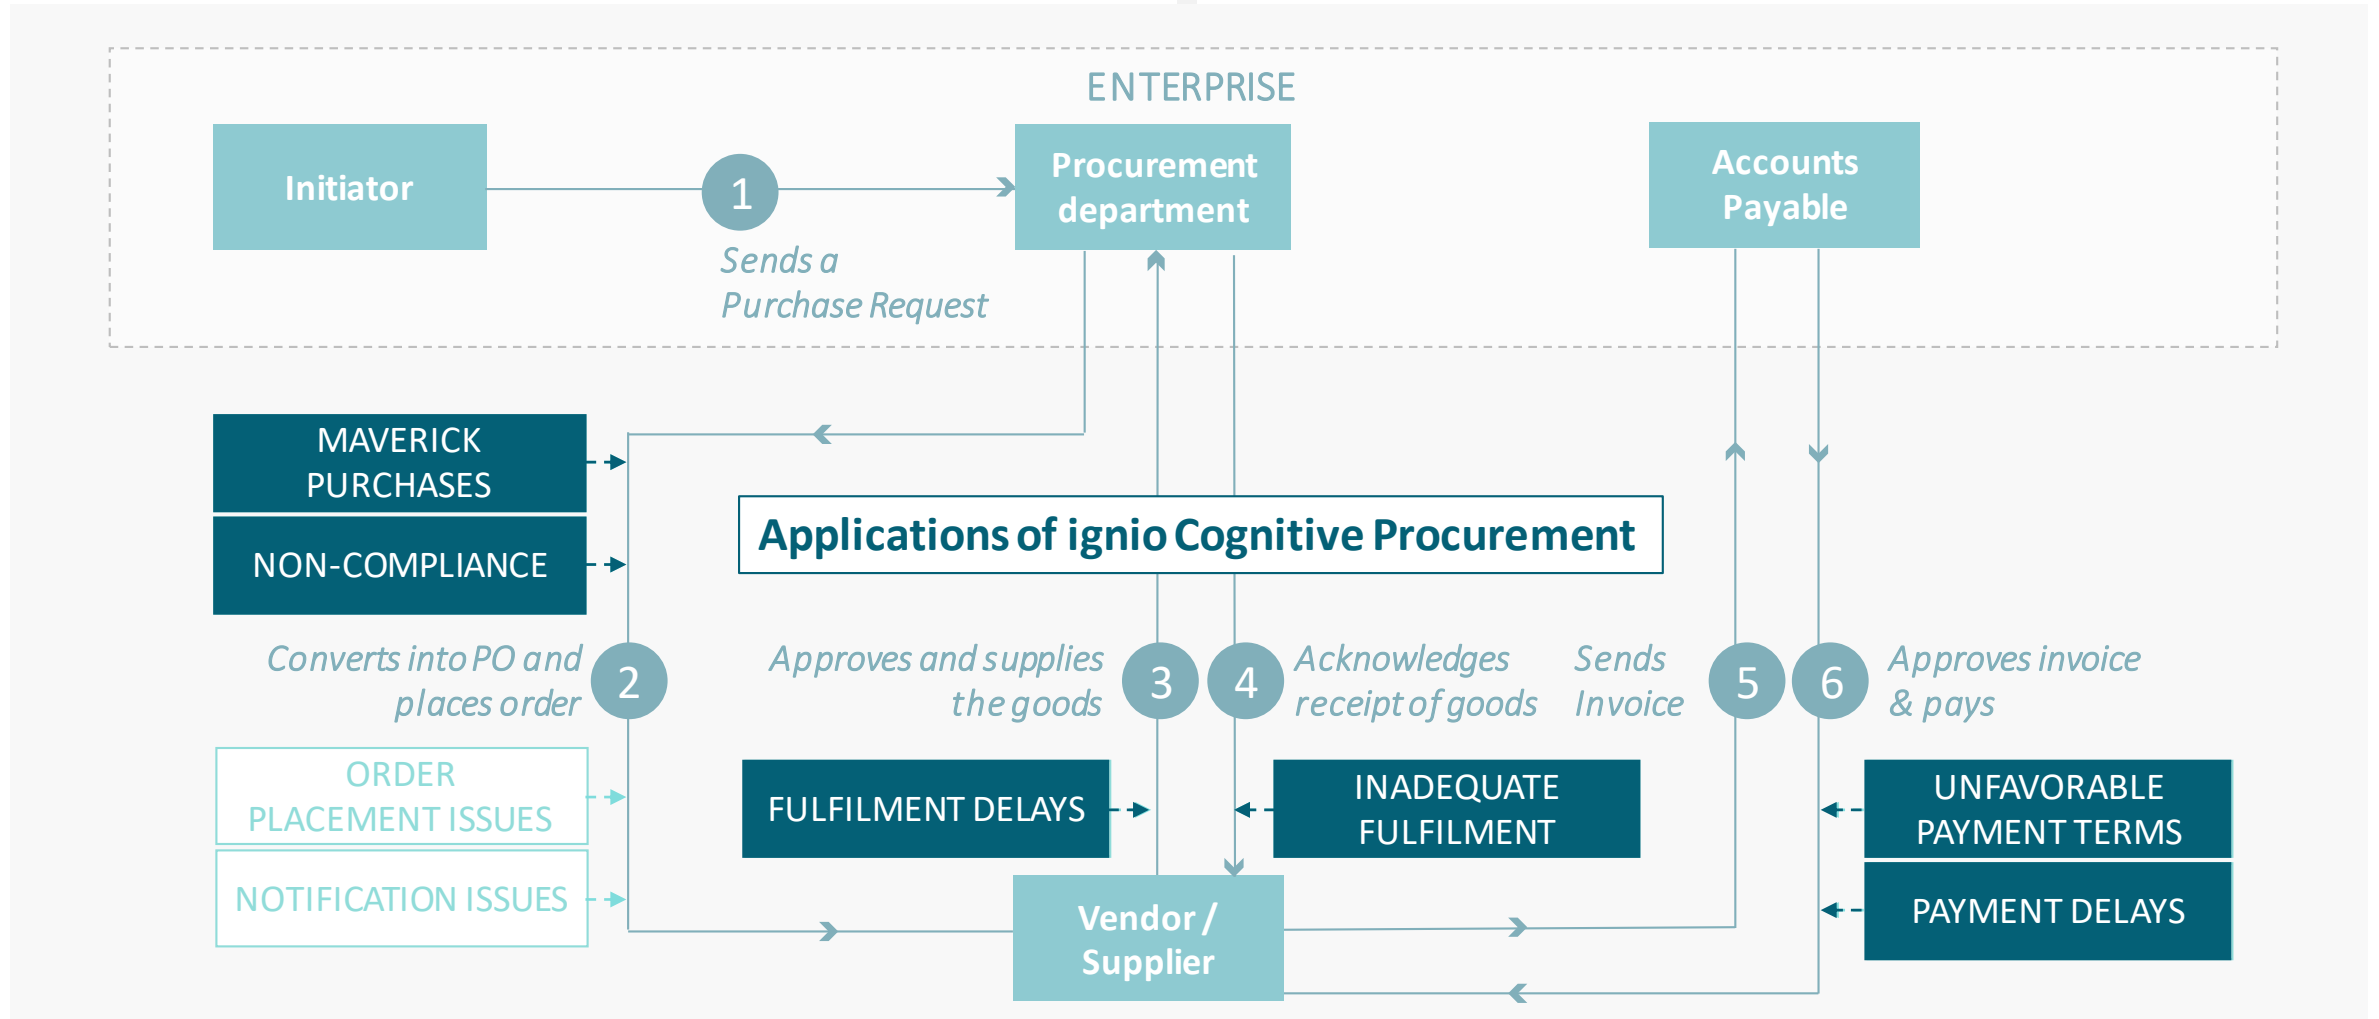 ENTERPRISE
Initiator
1
Sends a
Purchase Request
Procurement
department
Accounts
Payable
MAVERICK
PURCHASES
NON-COMPLIANCE
Applications of ignio Cognitive Procurement
Converts into PO and
places order
2
Approves and supplies
the goods
3
4
Acknowledges
receipt of goods
Sends
Invoice
5
6
Approves invoice
& pays
ORDER
PLACEMENT ISSUES
NOTIFICATION ISSUES
FULFILMENT DELAYS
INADEQUATE
FULFILMENT
UNFAVORABLE
PAYMENT TERMS
PAYMENT DELAYS
Vendor /
Supplier